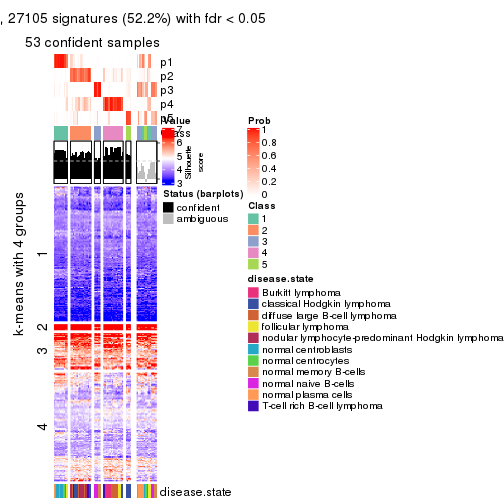 , 27105 signatures (52.2%) with fdr < 0.05
53 confident samples
p1
p2
p3
p4
p5
Value
7
6
5
4
3
Class
Silhouette
score
Status (barplots)
confident
ambiguous
Prob
1
0.8
0.6
0.4
0.2
0
Class
1
2
3
4
5
disease.state
Burkitt lymphoma
classical Hodgkin lymphoma
diffuse large B-cell lymphoma
follicular lymphoma
nodular lymphocyte-predominant Hodgkin lymphoma
normal centroblasts
normal centrocytes
normal memory B-cells
normal naive B-cells
normal plasma cells
T-cell rich B-cell lymphoma
k-means with 4 groups
1
2
3
4
disease.state